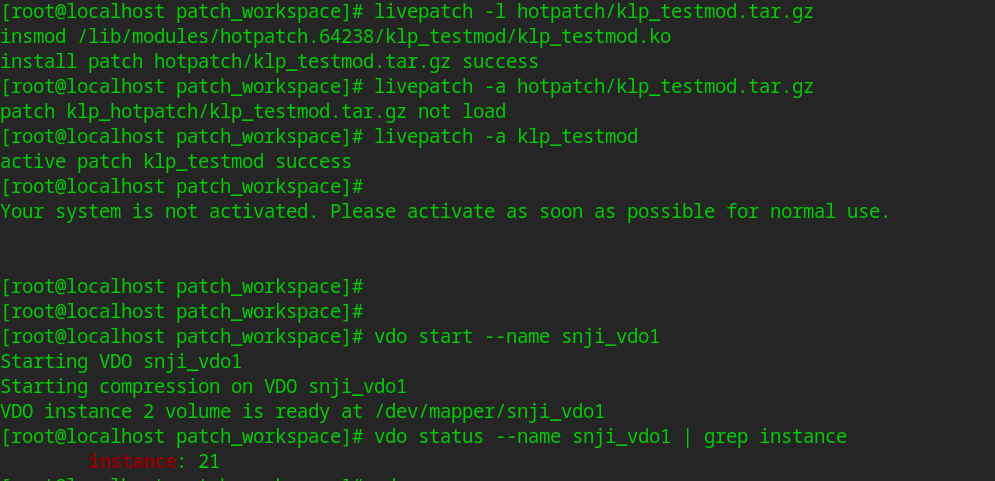 [root@localhost patch_workspace]# livepatch -l hotpatch/klp_testmod.tar.gz
insmod /lib/modules/hotpatch.64238/klp_testmod/klp_testmod.ko
install patch hotpatch/klp_testmod.tar.gz success
[root@localhost patch_workspace]# livepatch -a hotpatch/klp_testmod.tar.gz
patch klp_hotpatch/klp_testmod.tar.gz not load
[root@localhost patch_workspace]# livepatch -a klp_testmod
active patch klp_testmod success
[root@localhost patch_workspace]#
Your system is not activated. Please activate as soon as possible for normal use.
[root@localhost patch_workspace]#
[root@localhost patch_workspace]#
[root@localhost patch_workspace]# vdo start --name snji_vdo1
Starting VDO snji_vdo1
Starting compression on VDO snji_vdo1
VDO instance 2 volume is ready at /dev/mapper/snji_vdo1
[root@localhost patch_workspace]# vdo status --name snji_vdo1 | grep instance
instance: 21